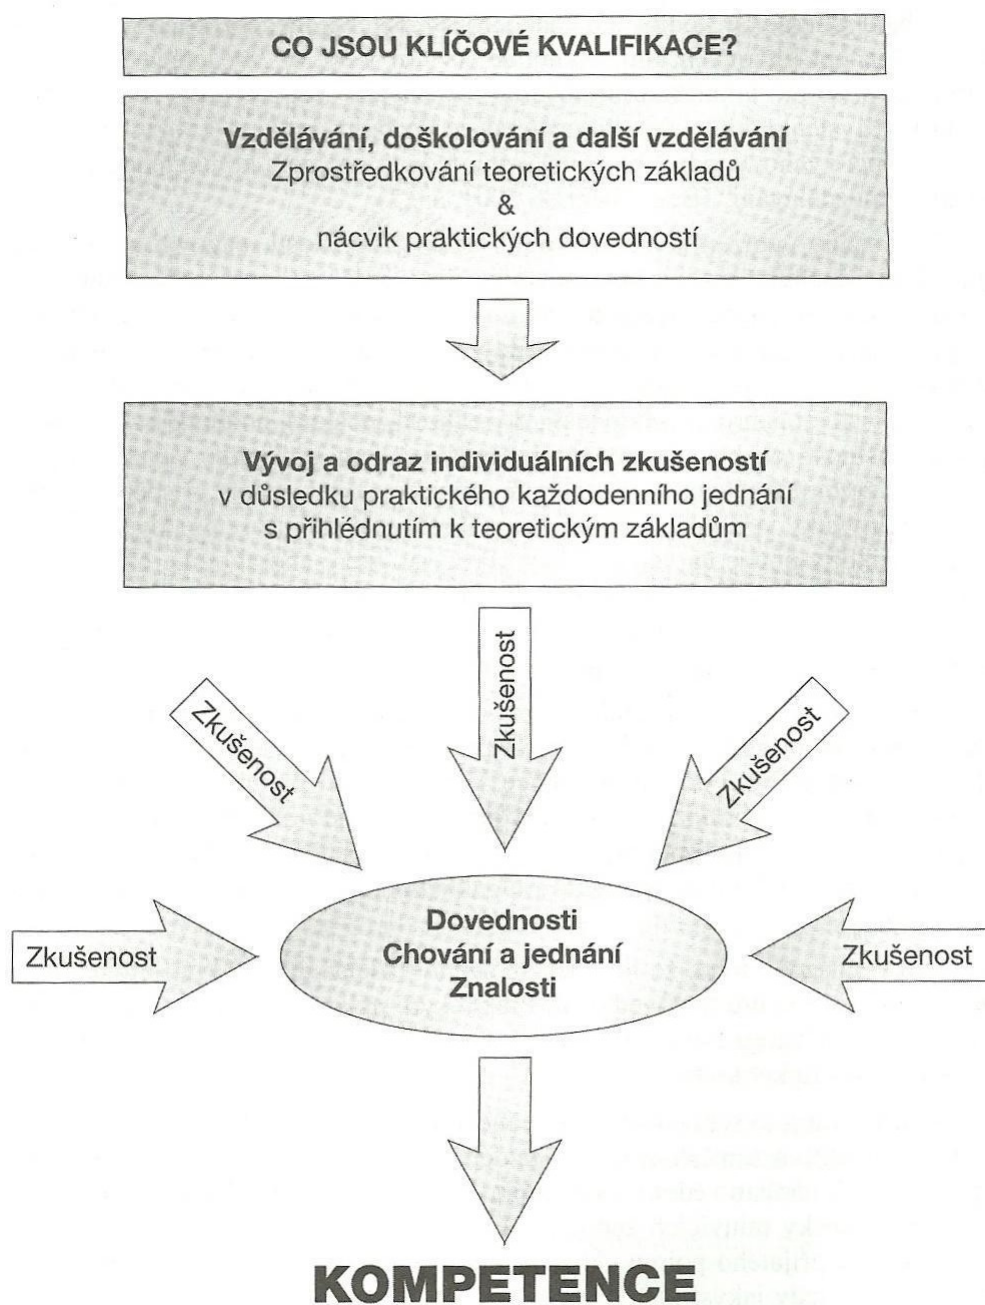 CO JSOU KLÍČOVÉ KVALIFIKACE?
Vzdělávání, doškolování a další vzdělávání
Zprostředkování teoretických základů
&
nácvik praktických dovedností
Vývoj a odraz individuálních zkušeností
v důsledku praktického každodenního jednání
s přihlédnutím k teoretickým základům
Zkušenost
Zkušenost
Zkušenost
Zkušenost
Dovednosti
Chování a jednání
Znalosti
Zkušenost
KOMPETENCE